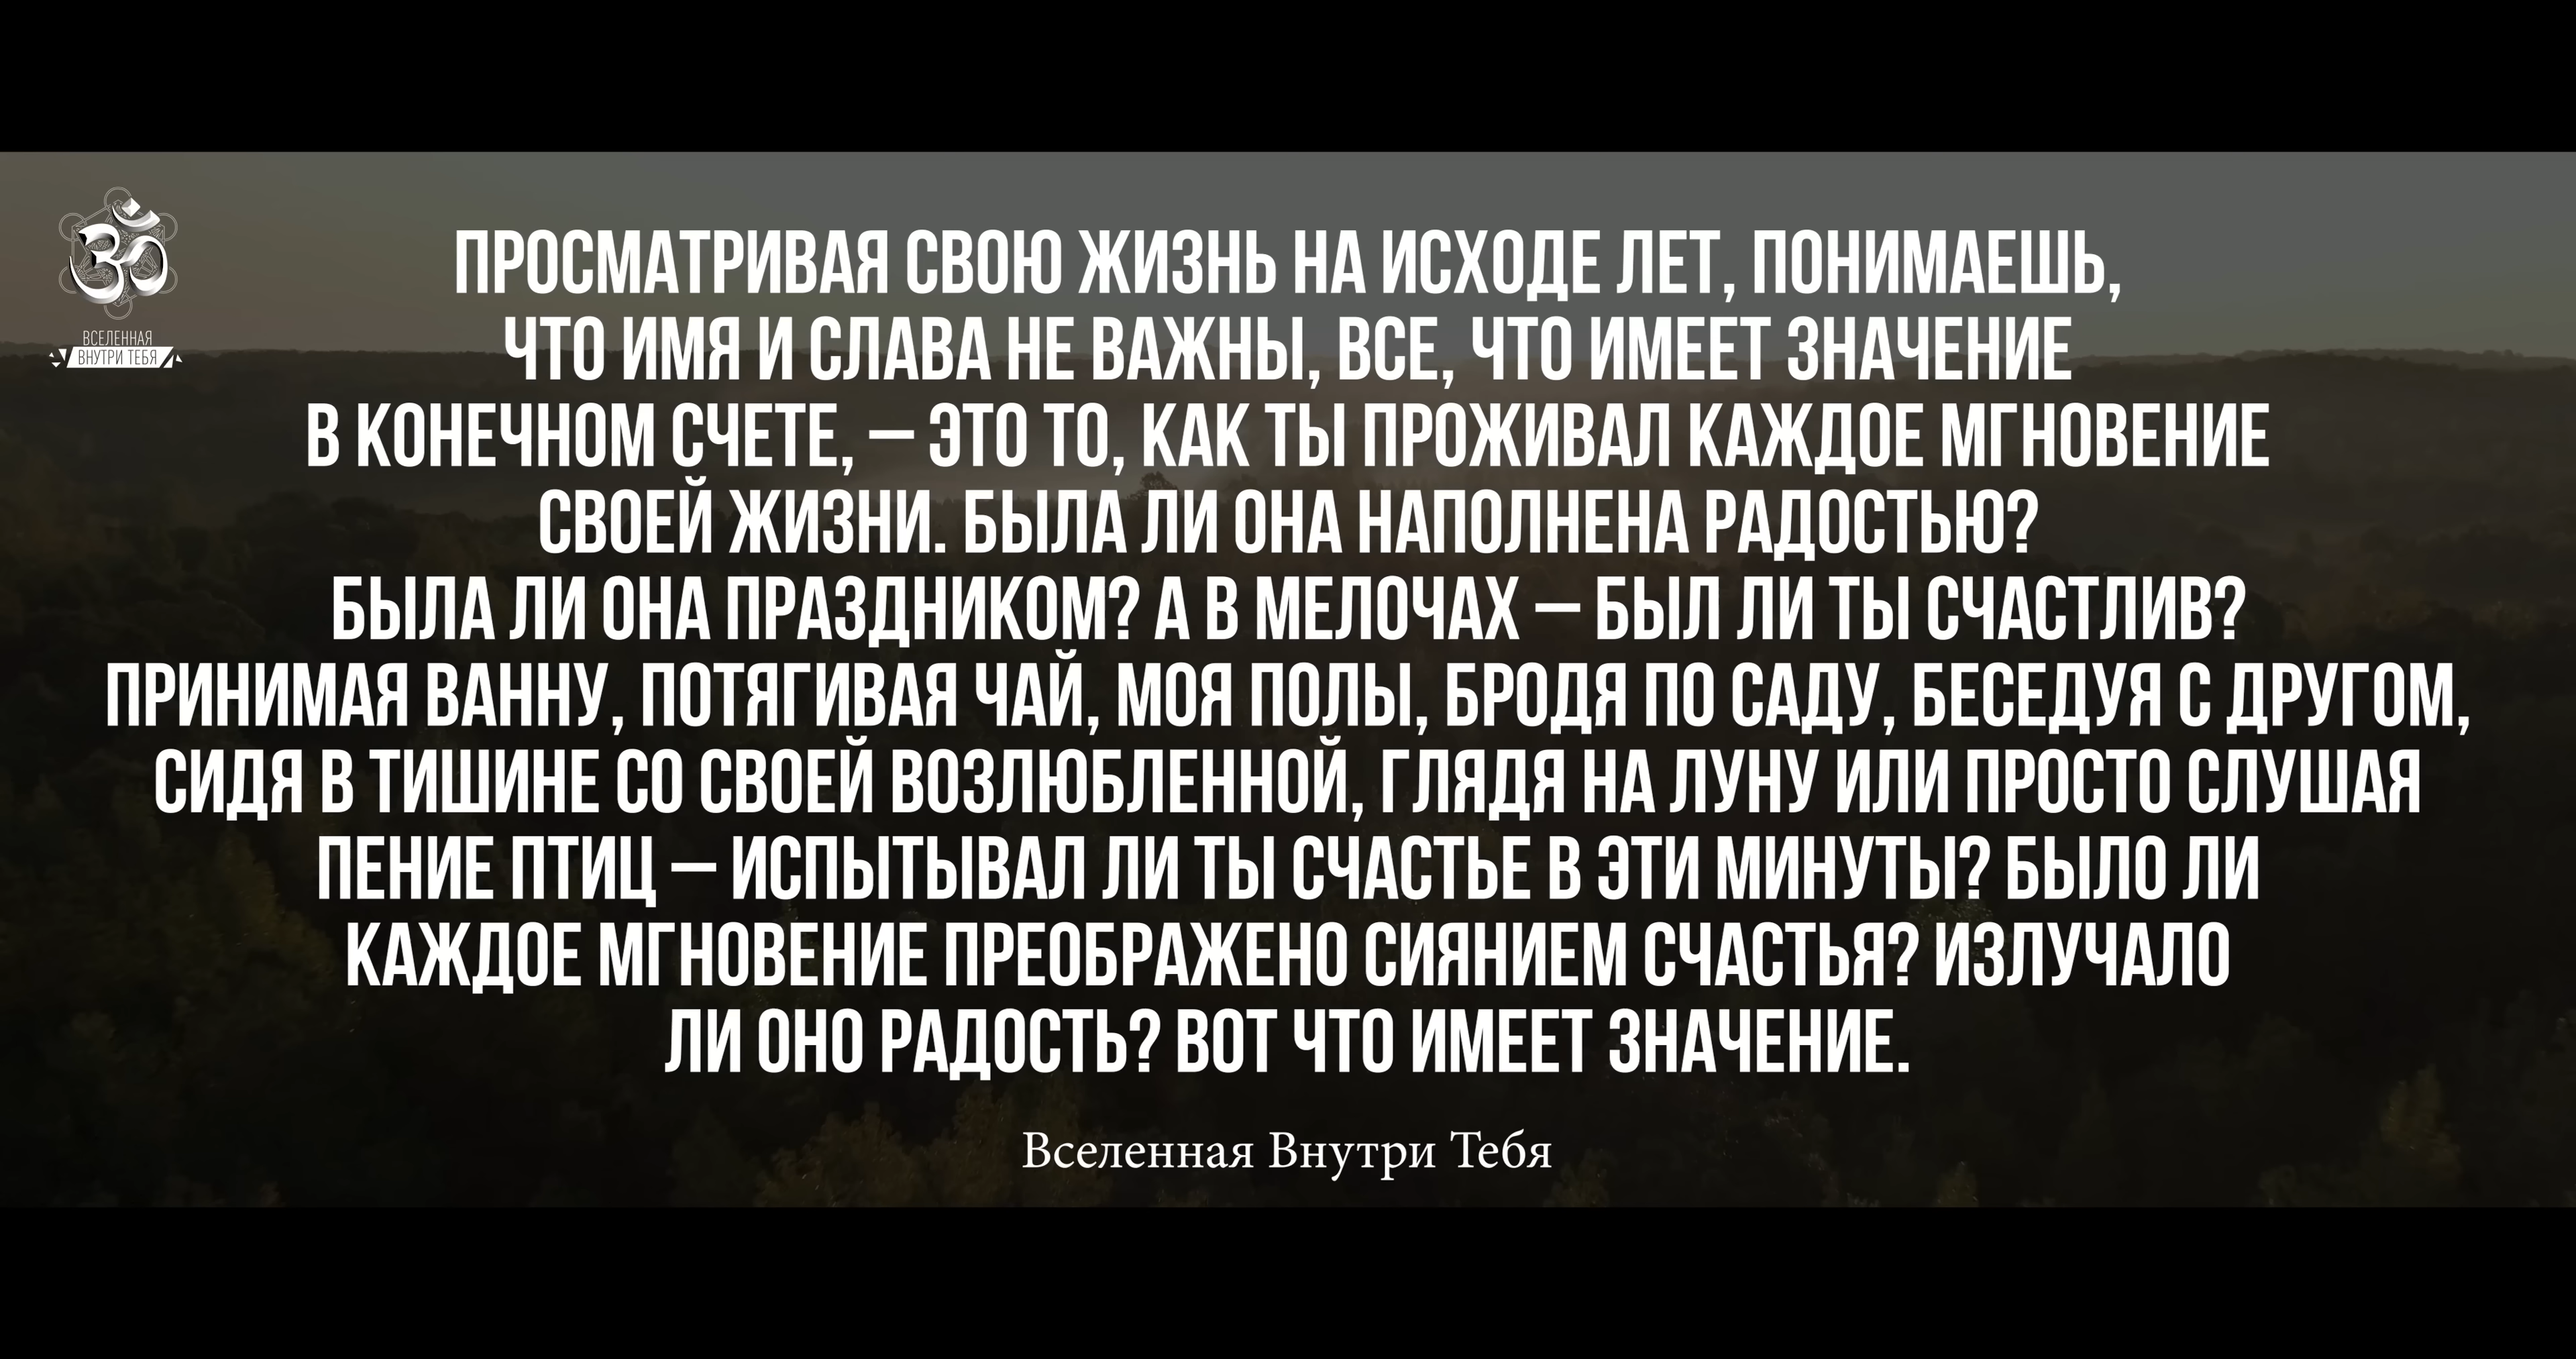 ВСЕЛЕННАЯ
ВНУТРИ ТЕБЯ
ПРОСМАТРИВАЯ СВОЮ ЖИЗНЬ НА ИСХОДЕ ЛЕТ, ПОНИМАЕШЬ,
ЧТО ИМЯ И СЛАВА НЕ ВАЖНЫ, ВСЕ, ЧТО ИМЕЕТ ЗНАЧЕНИЕ
В КОНЕЧНОМ СЧЕТЕ, – ЭТО ТО, КАК ТЫ ПРОЖИВАЛ КАЖДОЕ МГНОВЕНИЕ
СВОЕЙ ЖИЗНИ. БЫЛА ЛИ ОНА НАПОЛНЕНА РАДОСТЬЮ?
БЫЛА ЛИ ОНА ПРАЗДНИКОМ? А В МЕЛОЧАХ – БЫЛ ЛИ ТЫ СЧАСТЛИВ?
ПРИНИМАЯ ВАННУ, ПОТЯГИВАЯ ЧАЙ, МОЯ ПОЛЫ, БРОДЯ ПО САДУ, БЕСЕДУЯ С ДРУГОМ,
СИДЯ В ТИШИНЕ СО СВОЕЙ ВОЗЛЮБЛЕННОЙ, ГЛЯДЯ НА ЛУНУ ИЛИ ПРОСТО СЛУШАЯ
ПЕНИЕ ПТИЦ – ИСПЫТЫВАЛ ЛИ ТЫ СЧАСТЬЕ В ЭТИ МИНУТЫ? БЫЛО ЛИ
КАЖДОЕ МГНОВЕНИЕ ПРЕОБРАЖЕНО СИЯНИЕМ СЧАСТЬЯ? ИЗЛУЧАЛО
ЛИ ОНО РАДОСТЬ? ВОТ ЧТО ИМЕЕТ ЗНАЧЕНИЕ.
Вселенная Внутри Тебя